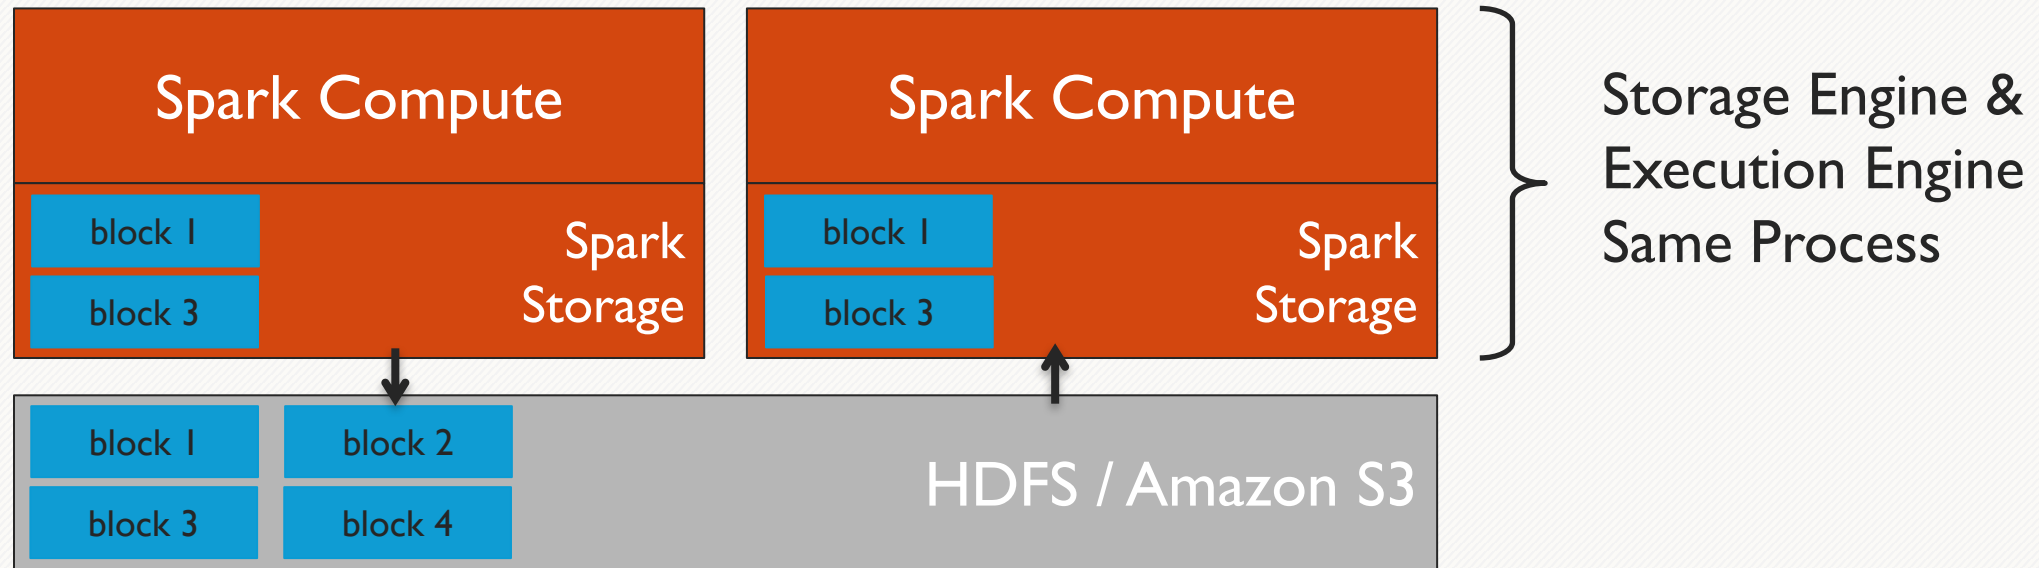 Spark Compute
block 1
block 3
Spark
Storage
Spark Compute
block 1
block 3
Spark
Storage
Storage Engine &
Execution Engine
Same Process
block 1
block 2
block 3
block 4
HDFS / Amazon S3